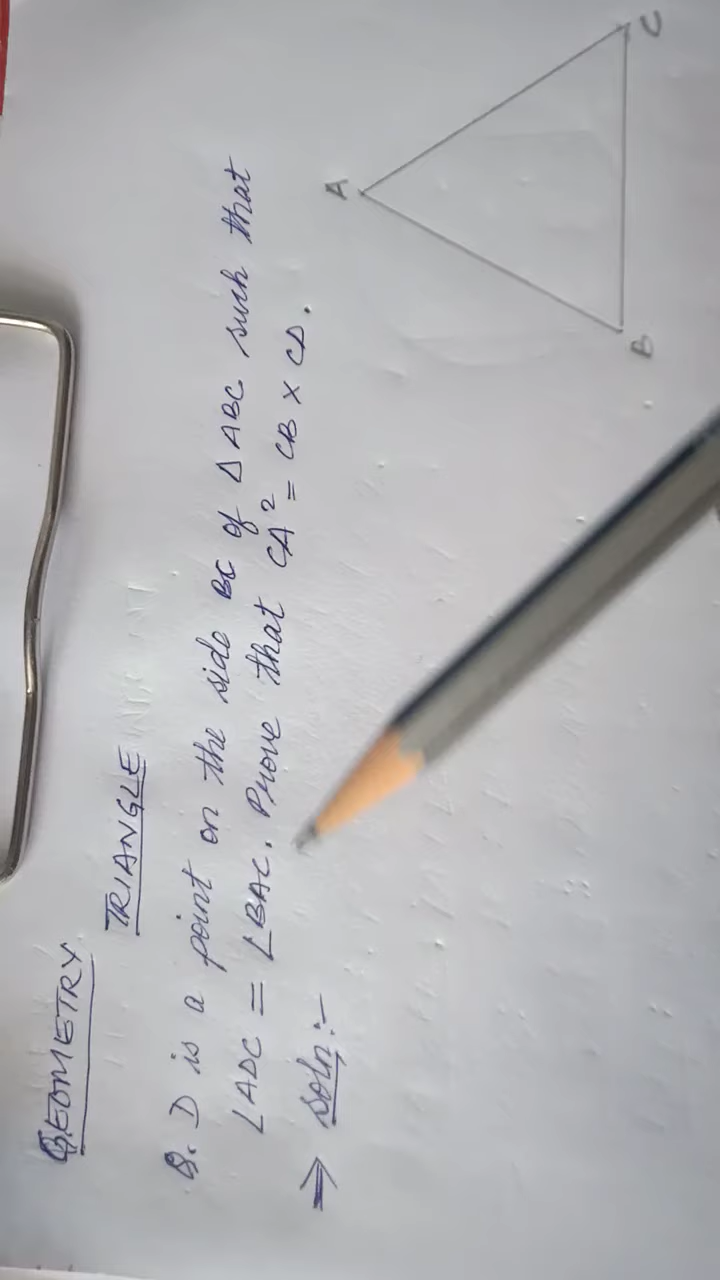 GEOMETRY
TRIANGLE
Q. D is a point on the side BC of △ABC such that
∠ADC = ∠BAC. Prove that CA² = CB × CD.
→ Soln:-
A
B
C